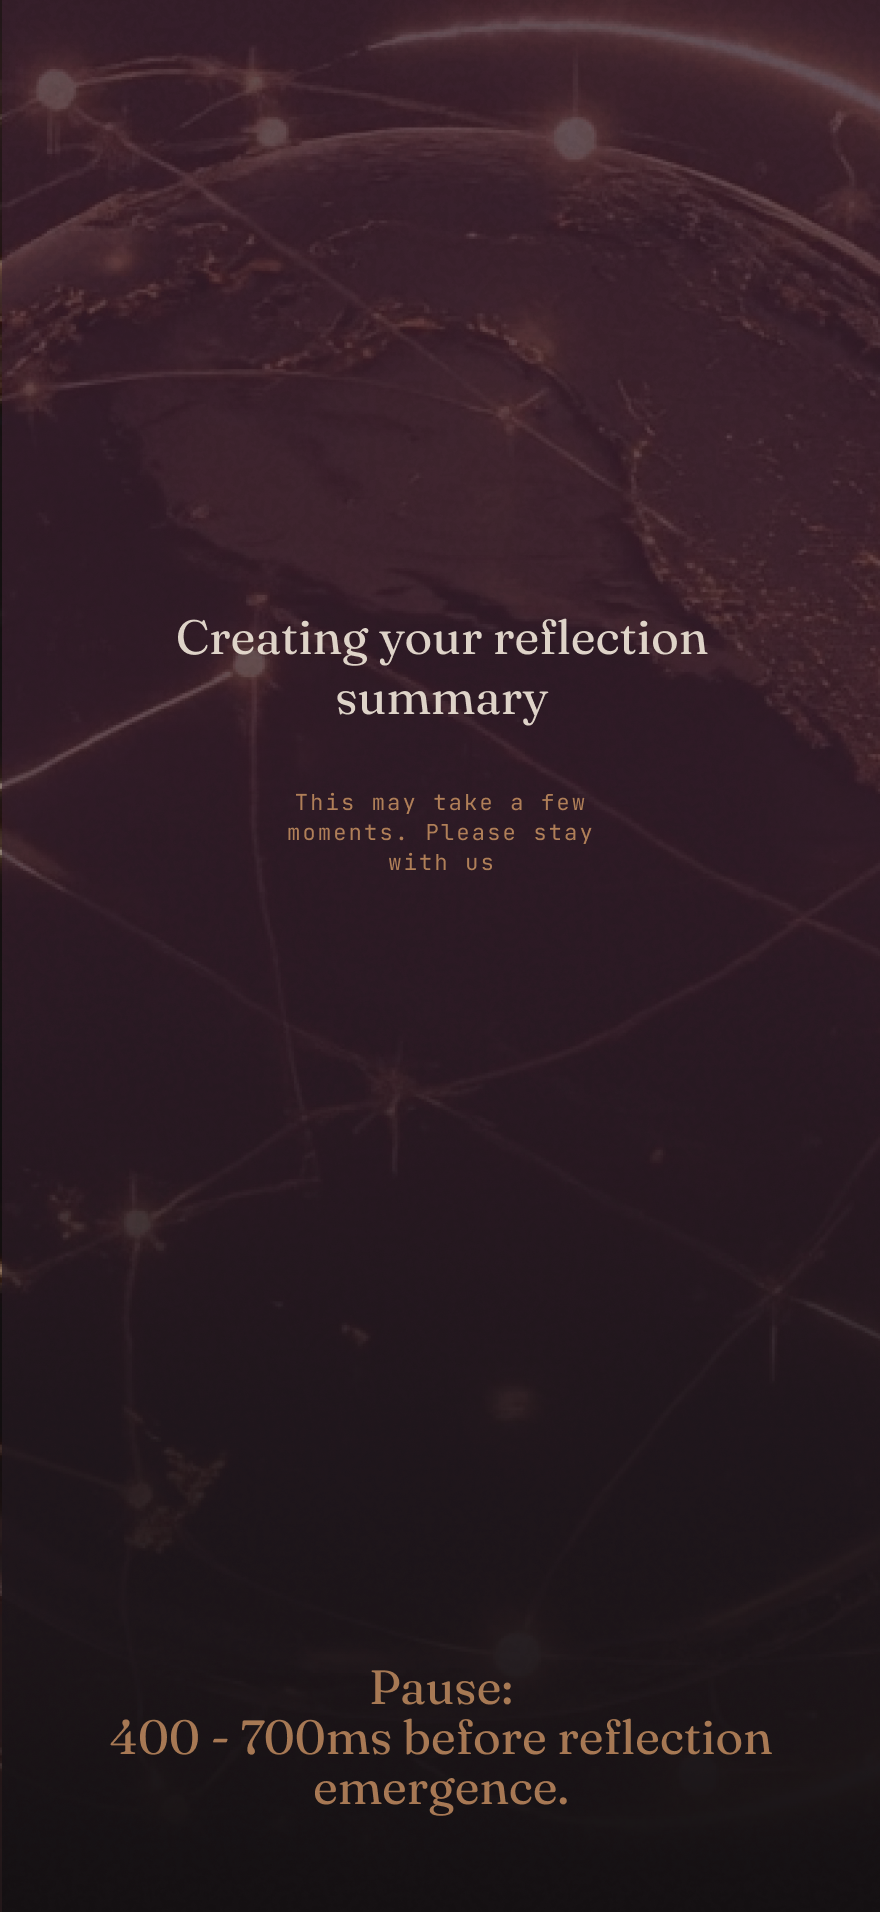 Creating your reflection
summary
This may take a few
moments. Please stay
with us
Pause:
400 - 700ms before reflection
emergence.